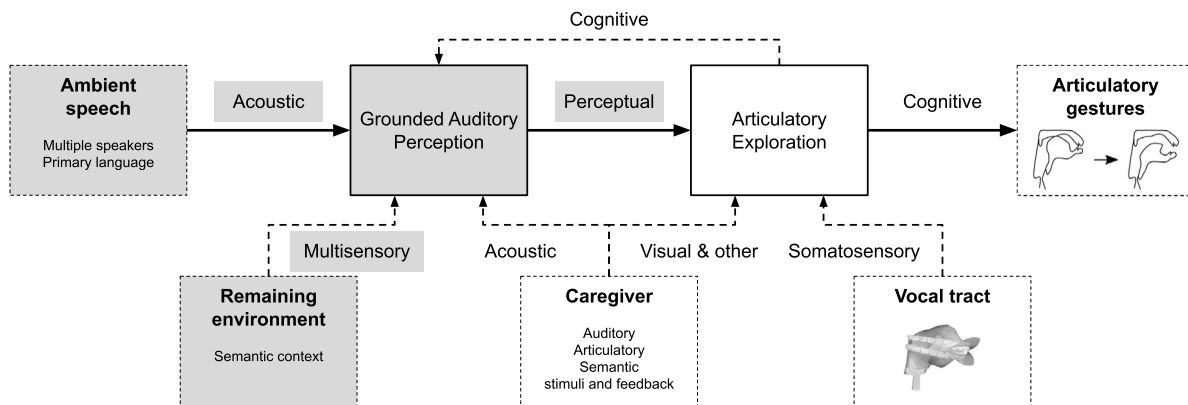 Cognitive
Ambient
speech
Multiple speakers
Primary language
Acoustic
Grounded Auditory
Perception
Perceptual
Articulatory
Exploration
Cognitive
Articulatory
gestures
Multisensory
Acoustic
Visual & other
Somatosensory
Remaining
environment
Semantic context
Caregiver
Auditory
Articulatory
Semantic
stimuli and feedback
Vocal tract